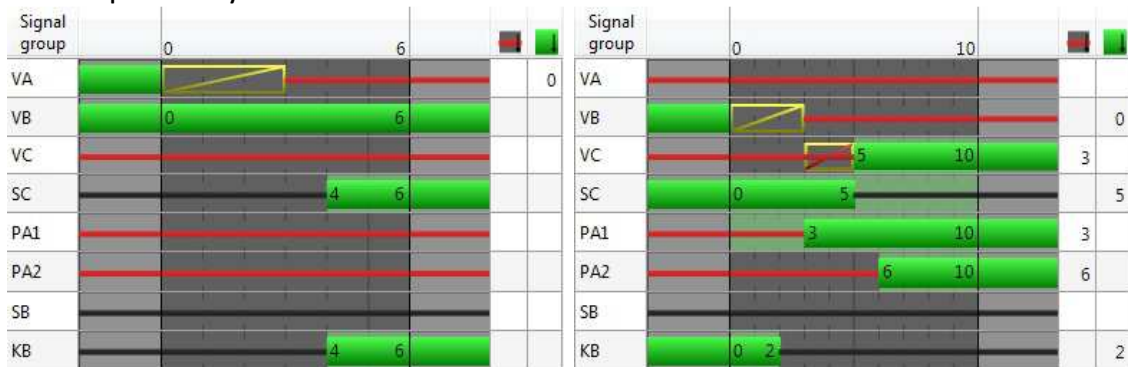 Signal
group 0 6
VA 0
VB 0 6
VC
SC 4 6
PA1
PA2
SB
KB 4 6
Signal
group 0 10
VA
VB 0
VC 5 10 3
SC 0 5 5
PA1 3 10 3
PA2 6 10 6
SB
KB 0 2 2